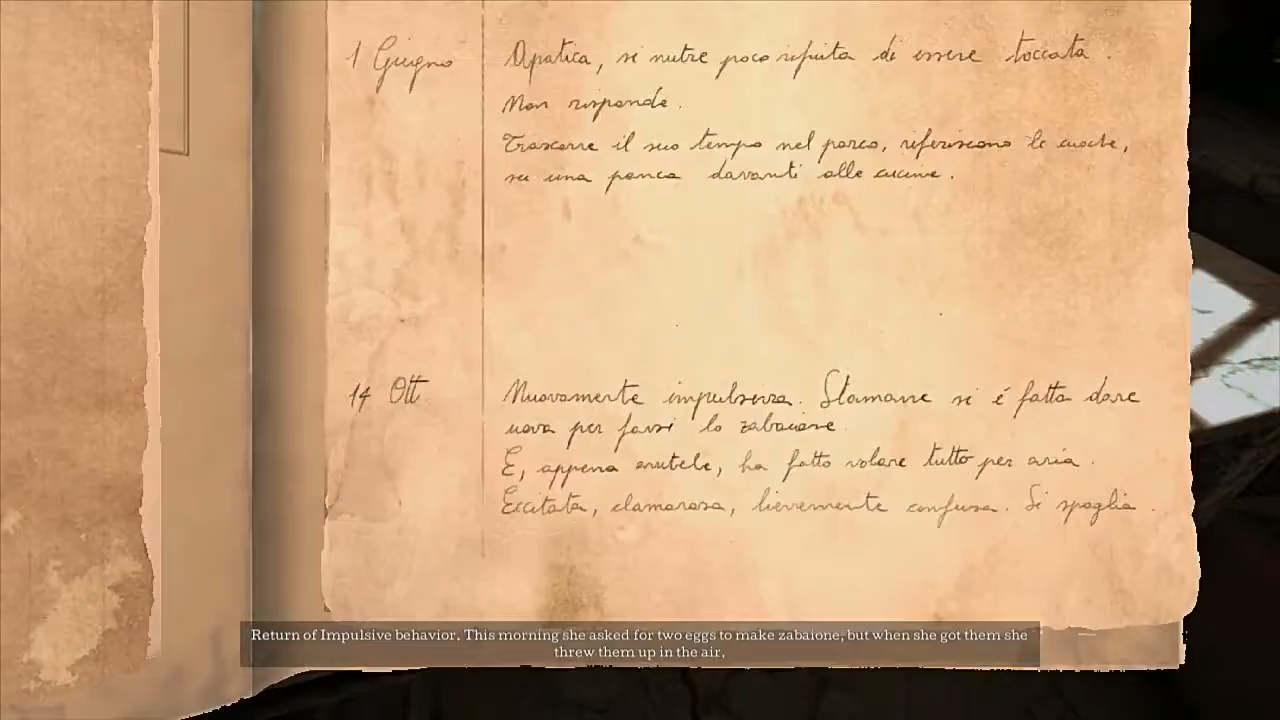 1 Giugno
Apatica, si nutre poco rifiuta di essere toccata.
Non risponde.
Trascorre il suo tempo nel parco, riferiscono le cuoche,
su una panca davanti alle cucine.
14 Ott
Nuovamente impulsiva. Stamane si é fatta dare
uova per farsi lo zabaione
E, appena avutele, ha fatto volare tutto per aria.
Eccitata, clamorosa, lievemente confusa. Si spoglia.
Return of Impulsive behavior. This morning she asked for two eggs to make zabaione, but when she got them she
threw them up in the air,